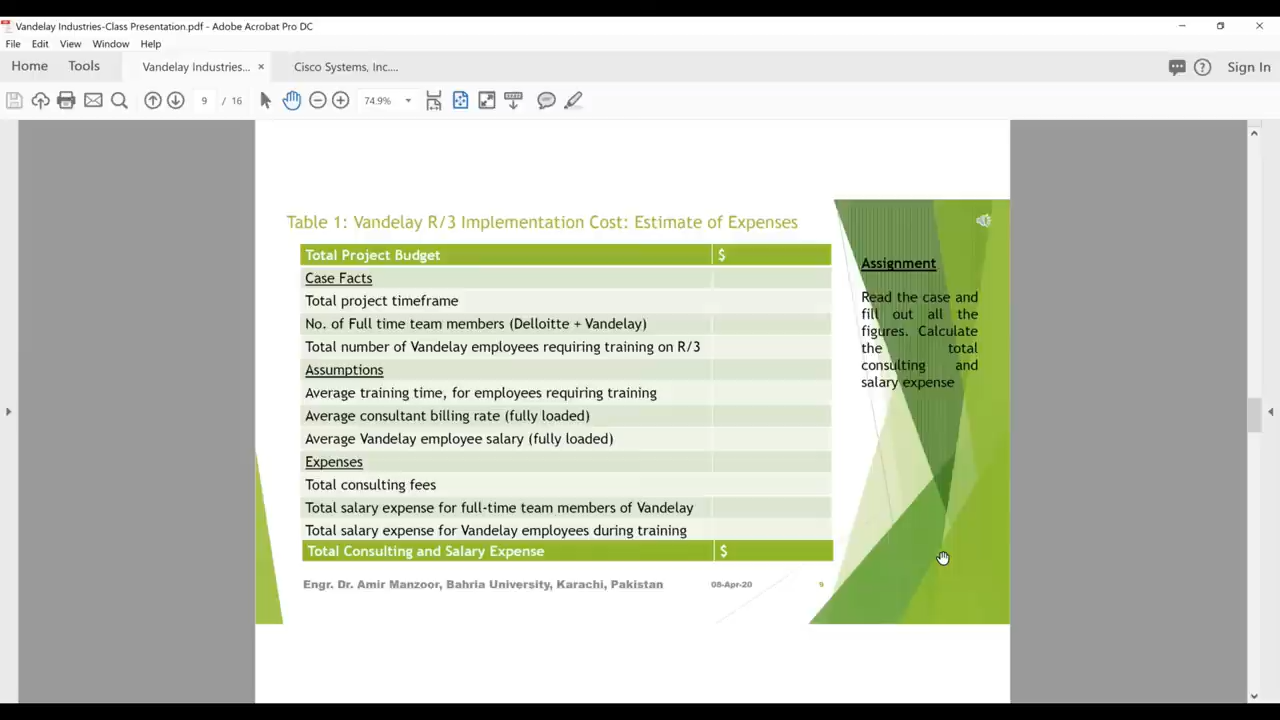 Vandelay Industries-Class Presentation.pdf - Adobe Acrobat Pro DC
File Edit View Window Help
Home Tools Vandelay Industries... × Cisco Systems, Inc....
Sign In
9 / 16 74.9%
Table 1: Vandelay R/3 Implementation Cost: Estimate of Expenses
Total Project Budget $
Case Facts
Total project timeframe
No. of Full time team members (Delloitte + Vandelay)
Total number of Vandelay employees requiring training on R/3
Assumptions
Average training time, for employees requiring training
Average consultant billing rate (fully loaded)
Average Vandelay employee salary (fully loaded)
Expenses
Total consulting fees
Total salary expense for full-time team members of Vandelay
Total salary expense for Vandelay employees during training
Total Consulting and Salary Expense $
Assignment
Read the case and
fill out all the
figures. Calculate
the total
consulting and
salary expense
Engr. Dr. Amir Manzoor, Bahria University, Karachi, Pakistan 08-Apr-20 9